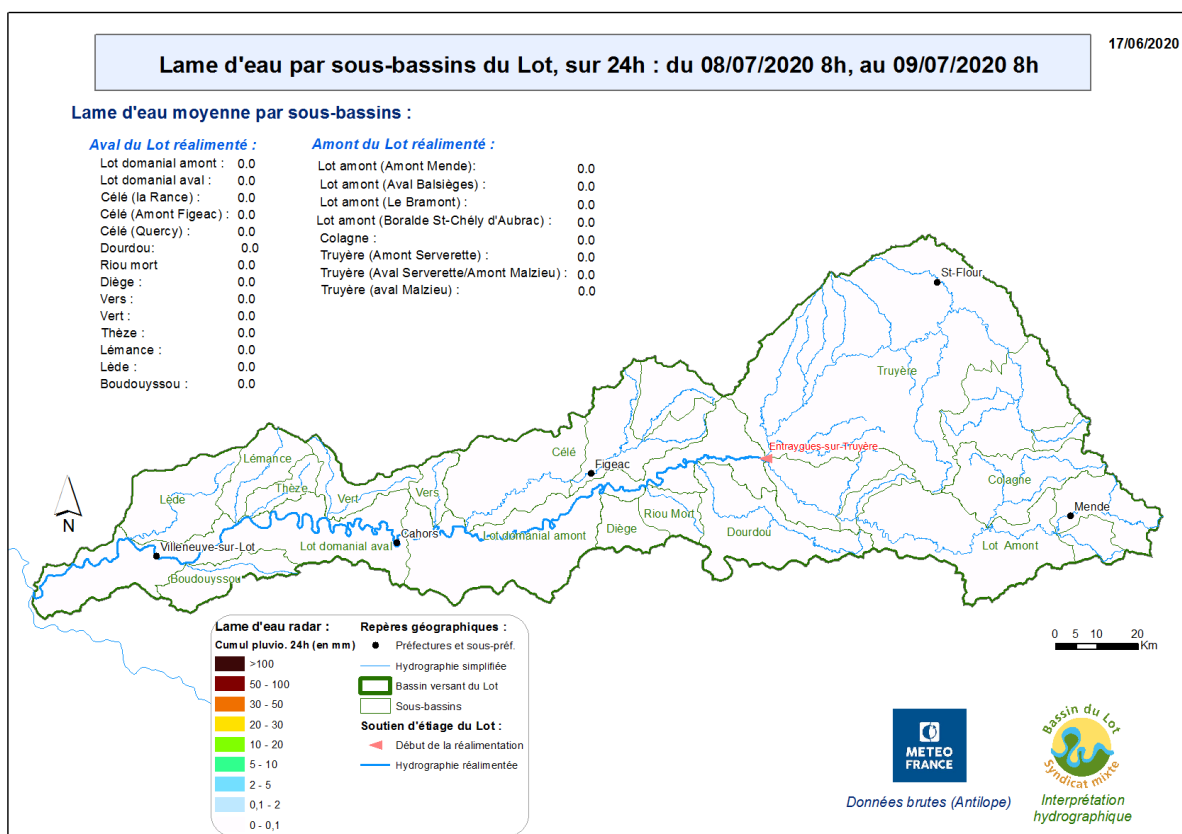 17/06/2020
Lame d'eau par sous-bassins du Lot, sur 24h : du 08/07/2020 8h, au 09/07/2020 8h
Lame d'eau moyenne par sous-bassins :
Aval du Lot réalimenté :
Lot domanial amont : 0.0
Lot domanial aval : 0.0
Célé (la Rance) : 0.0
Célé (Amont Figeac) : 0.0
Célé (Quercy) : 0.0
Dourdou: 0.0
Riou mort 0.0
Diège : 0.0
Vers : 0.0
Vert : 0.0
Thèze : 0.0
Lémance : 0.0
Lède : 0.0
Boudouyssou : 0.0
Amont du Lot réalimenté :
Lot amont (Amont Mende): 0.0
Lot amont (Aval Balsièges) : 0.0
Lot amont (Le Bramont) : 0.0
Lot amont (Boralde St-Chély d'Aubrac) : 0.0
Colagne : 0.0
Truyère (Amont Serverette) : 0.0
Truyère (Aval Serverette/Amont Malzieu) : 0.0
Truyère (aval Malzieu) : 0.0
St-Flour
Truyère
Entraygues-sur-Truyère
Célé
Figeac
Lémance
Thèze
Lède
Vert
Vers
Colagne
Mende
Riou Mort
Diège
Dourdou
Lot Amont
Cahors
Lot domanial amont
Lot domanial aval
Villeneuve-sur-Lot
Boudouyssou
N
Lame d'eau radar :
Cumul pluvio. 24h (en mm)
>100
50 - 100
30 - 50
20 - 30
10 - 20
5 - 10
2 - 5
0,1 - 2
0 - 0,1
Repères géographiques :
Préfectures et sous-préf.
Hydrographie simplifiée
Bassin versant du Lot
Sous-bassins
Soutien d'étiage du Lot :
Début de la réalimentation
Hydrographie réalimentée
0 5 10 20
Km
METEO
FRANCE
Données brutes (Antilope)
Bassin du Lot
Syndicat mixte
Interprétation
hydrographique